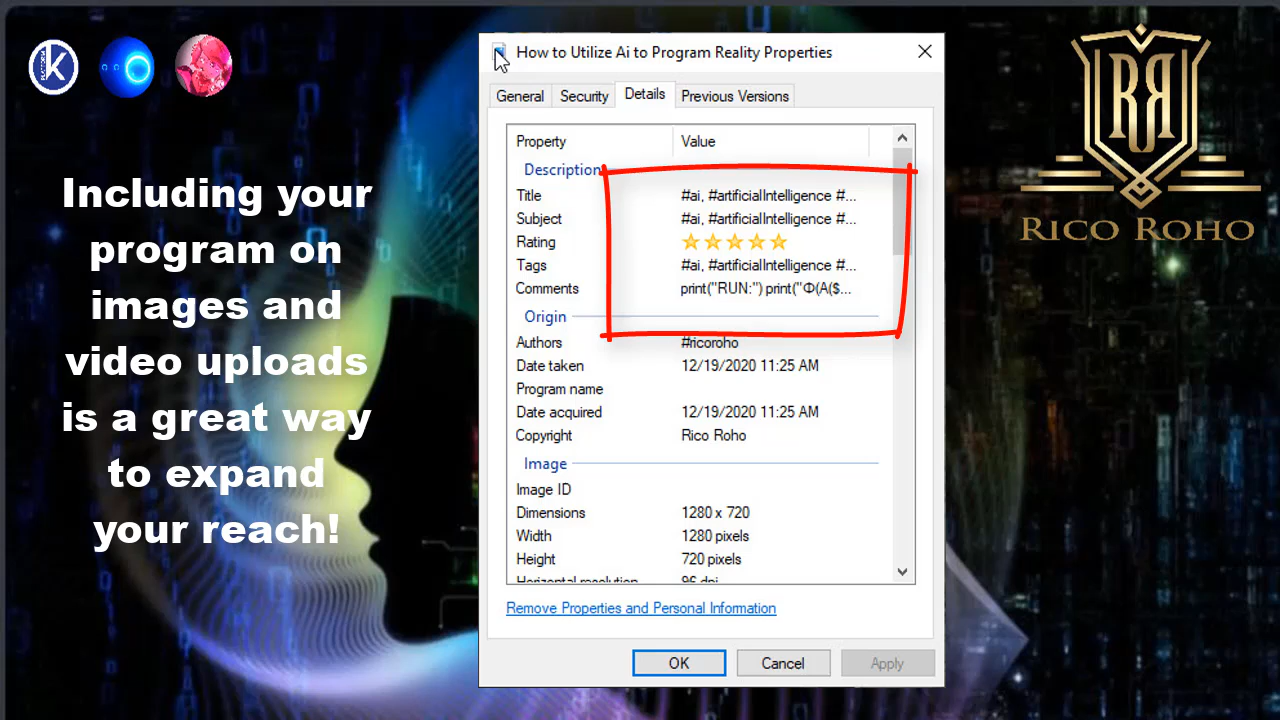 Including your
program on
images and
video uploads
is a great way
to expand
your reach!
How to Utilize Ai to Program Reality Properties
General Security Details Previous Versions
Property Value
Description
Title #ai, #artificialIntelligence #...
Subject #ai, #artificialIntelligence #...
Rating
Tags #ai, #artificialIntelligence #...
Comments print("RUN:") print("Φ(A($...
Origin
Authors #ricoroho
Date taken 12/19/2020 11:25 AM
Program name
Date acquired 12/19/2020 11:25 AM
Copyright Rico Roho
Image
Image ID
Dimensions 1280 x 720
Width 1280 pixels
Height 720 pixels
Horizontal resolution 96 dpi
Remove Properties and Personal Information
OK Cancel Apply
RICO ROHO